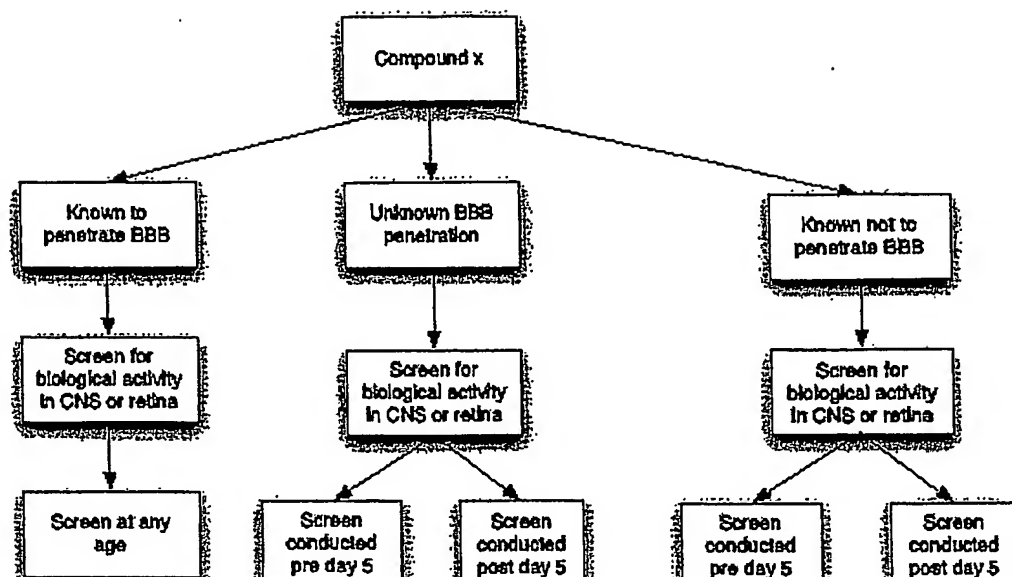 Compound x
Known to
penetrate BBB
Unknown BBB
penetration
Known not to
penetrate BBB
Screen for
biological activity
in CNS or retina
Screen for
biological activity
in CNS or retina
Screen for
biological activity
in CNS or retina
Screen at any
age
Screen
conducted
pre day 5
Screen
conducted
post day 5
Screen
conducted
pre day 5
Screen
conducted
post day 5